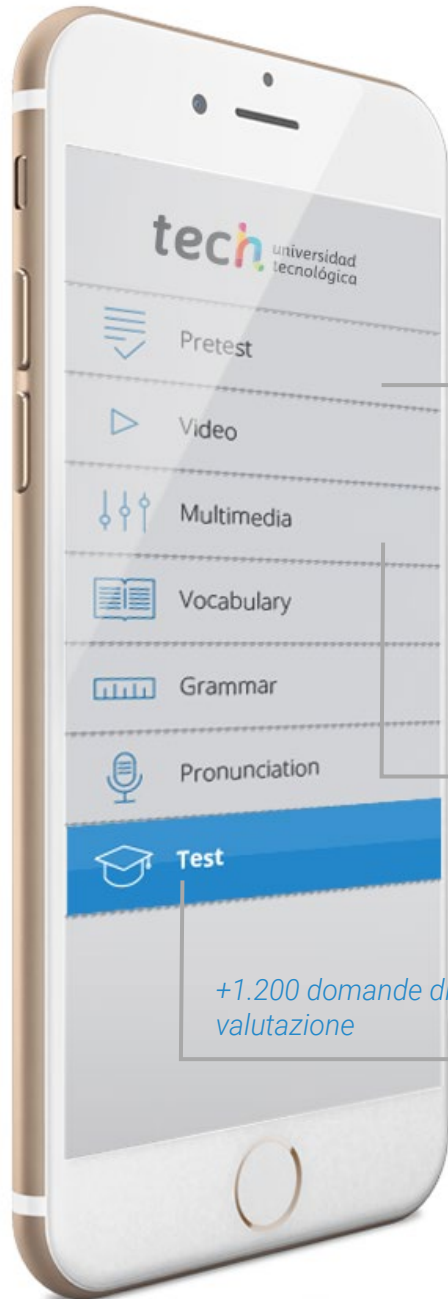 tech universidad
tecnológica
Pretest
Video
Multimedia
Vocabulary
Grammar
Pronunciation
Test
+1.200 domande di
valutazione